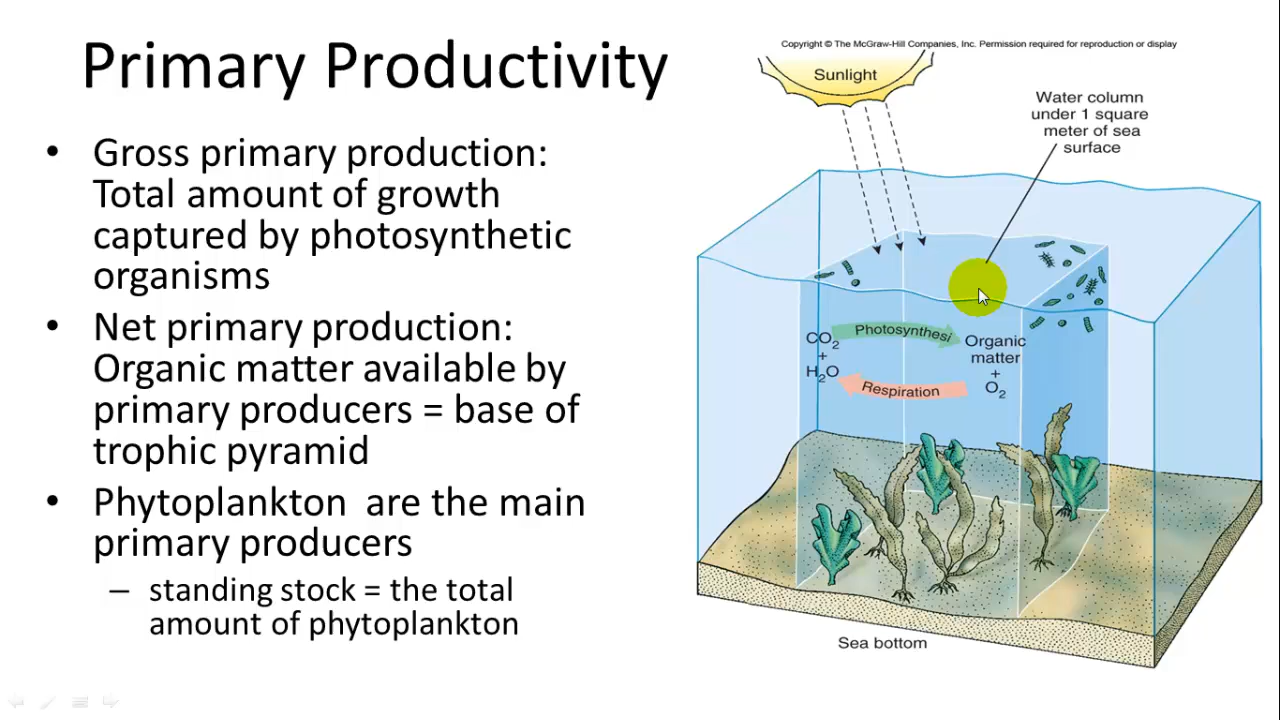 Primary Productivity
• Gross primary production:
Total amount of growth
captured by photosynthetic
organisms
• Net primary production:
Organic matter available by
primary producers = base of
trophic pyramid
• Phytoplankton are the main
primary producers
– standing stock = the total
amount of phytoplankton
Copyright © The McGraw-Hill Companies, Inc. Permission required for reproduction or display
Sunlight
Water column
under 1 square
meter of sea
surface
CO₂
+
H₂O
Photosynthesi
Respiration
Organic
matter
+
O₂
Sea bottom